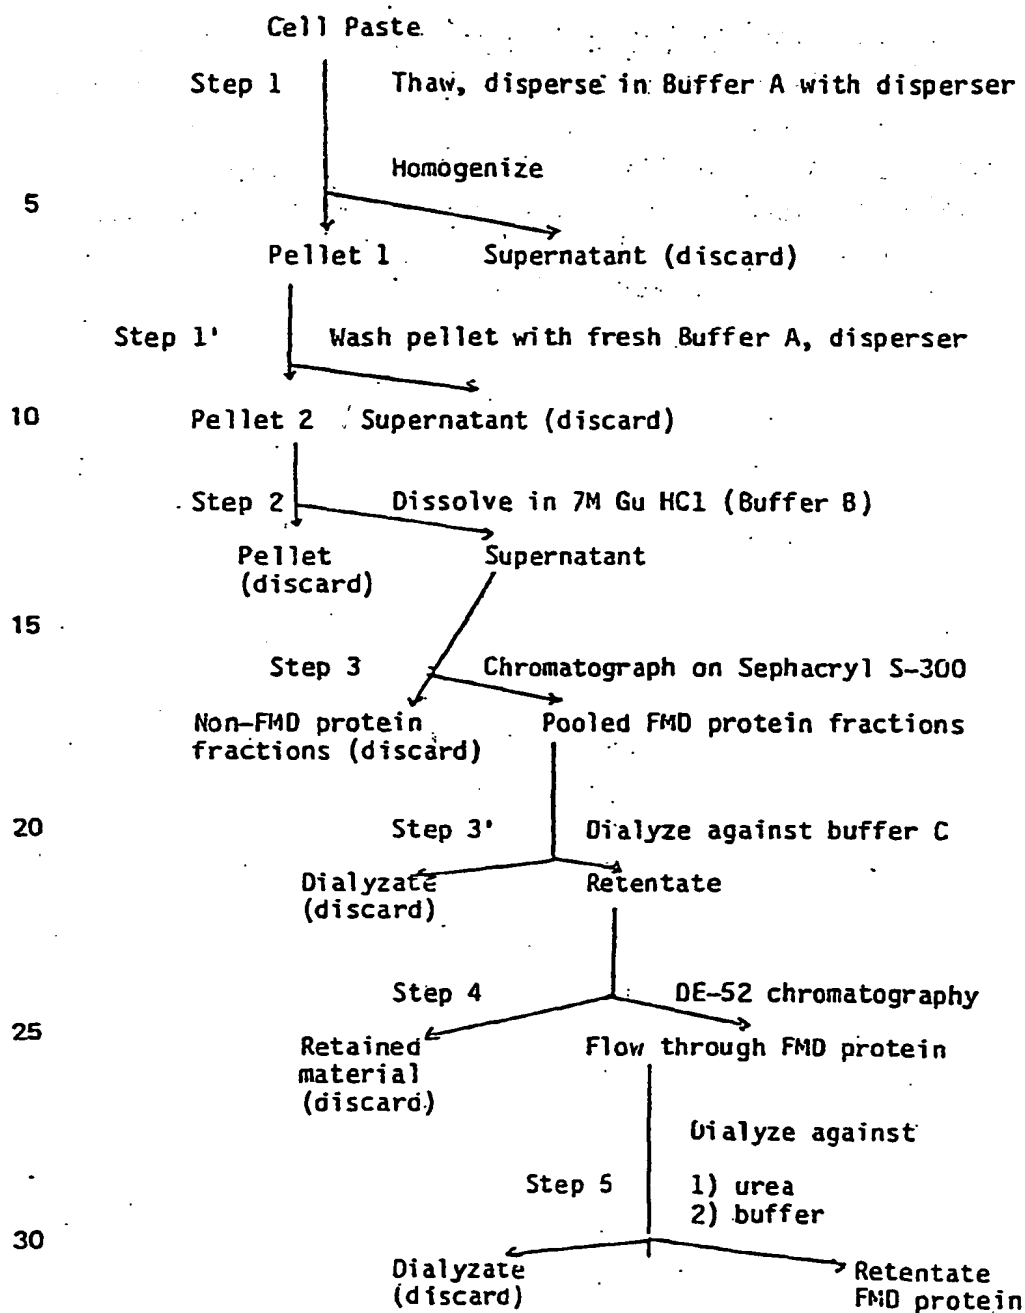 Cell Paste
Step 1 Thaw, disperse in Buffer A with disperser
Homogenize
5
Pellet 1 Supernatant (discard)
Step 1' Wash pellet with fresh Buffer A, disperser
10 Pellet 2 Supernatant (discard)
Step 2 Dissolve in 7M Gu HCl (Buffer B)
Pellet Supernatant
(discard)
15
Step 3 Chromatograph on Sephacryl S-300
Non-FMD protein Pooled FMD protein fractions
fractions (discard)
20 Step 3' Dialyze against buffer C
Dialyzate Retentate
(discard)
Step 4 DE-52 chromatography
25 Retained Flow through FMD protein
material
(discard)
Dialyze against
Step 5 1) urea
2) buffer
30
Dialyzate Retentate
(discard) FMD protein